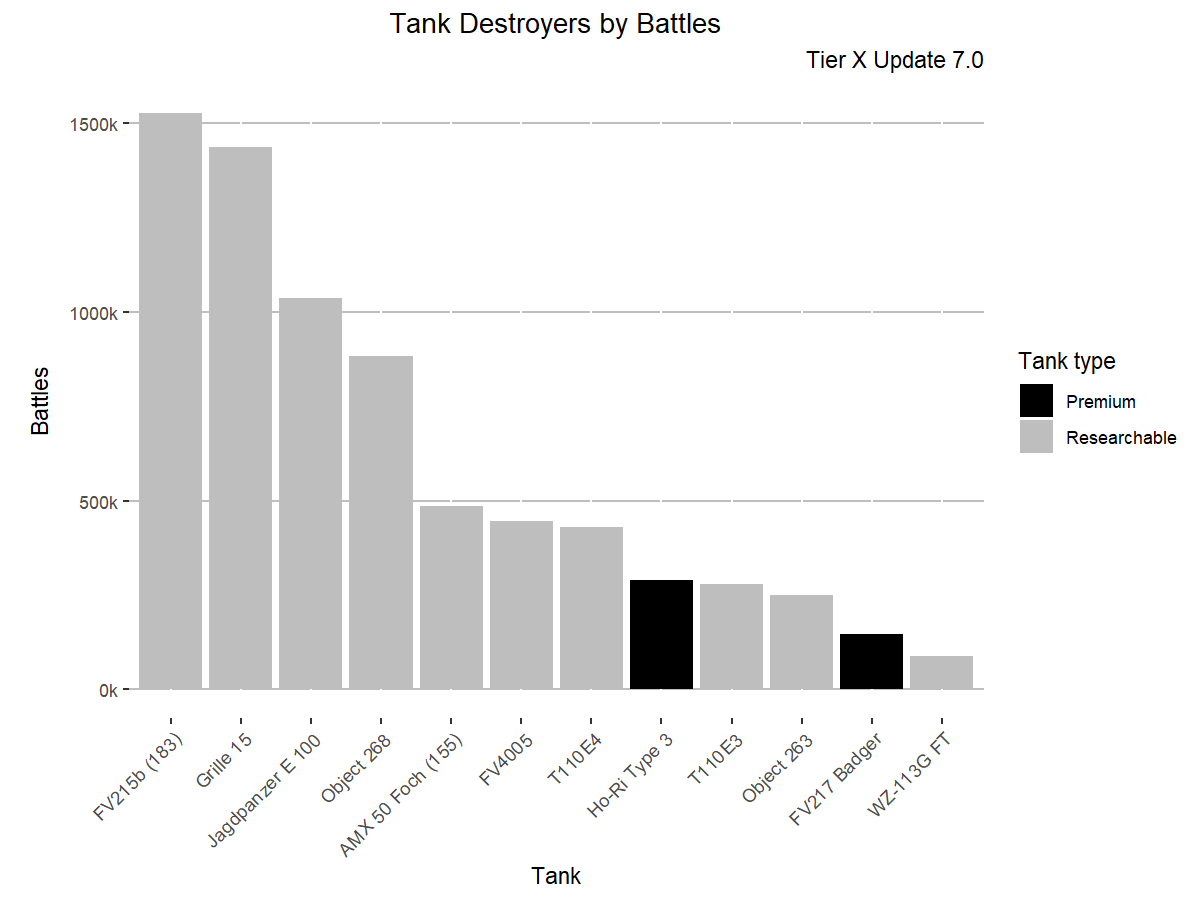 Tank Destroyers by Battles
Tier X Update 7.0
1500k
1000k
500k
0k
Battles
FV215b (183)
Grille 15
Jagdpanzer E 100
Object 268
AMX 50 Foch (155)
FV4005
T110E4
Ho-Ri Type 3
T110E3
Object 263
FV217 Badger
WZ-113G FT
Tank
Tank type
Premium
Researchable